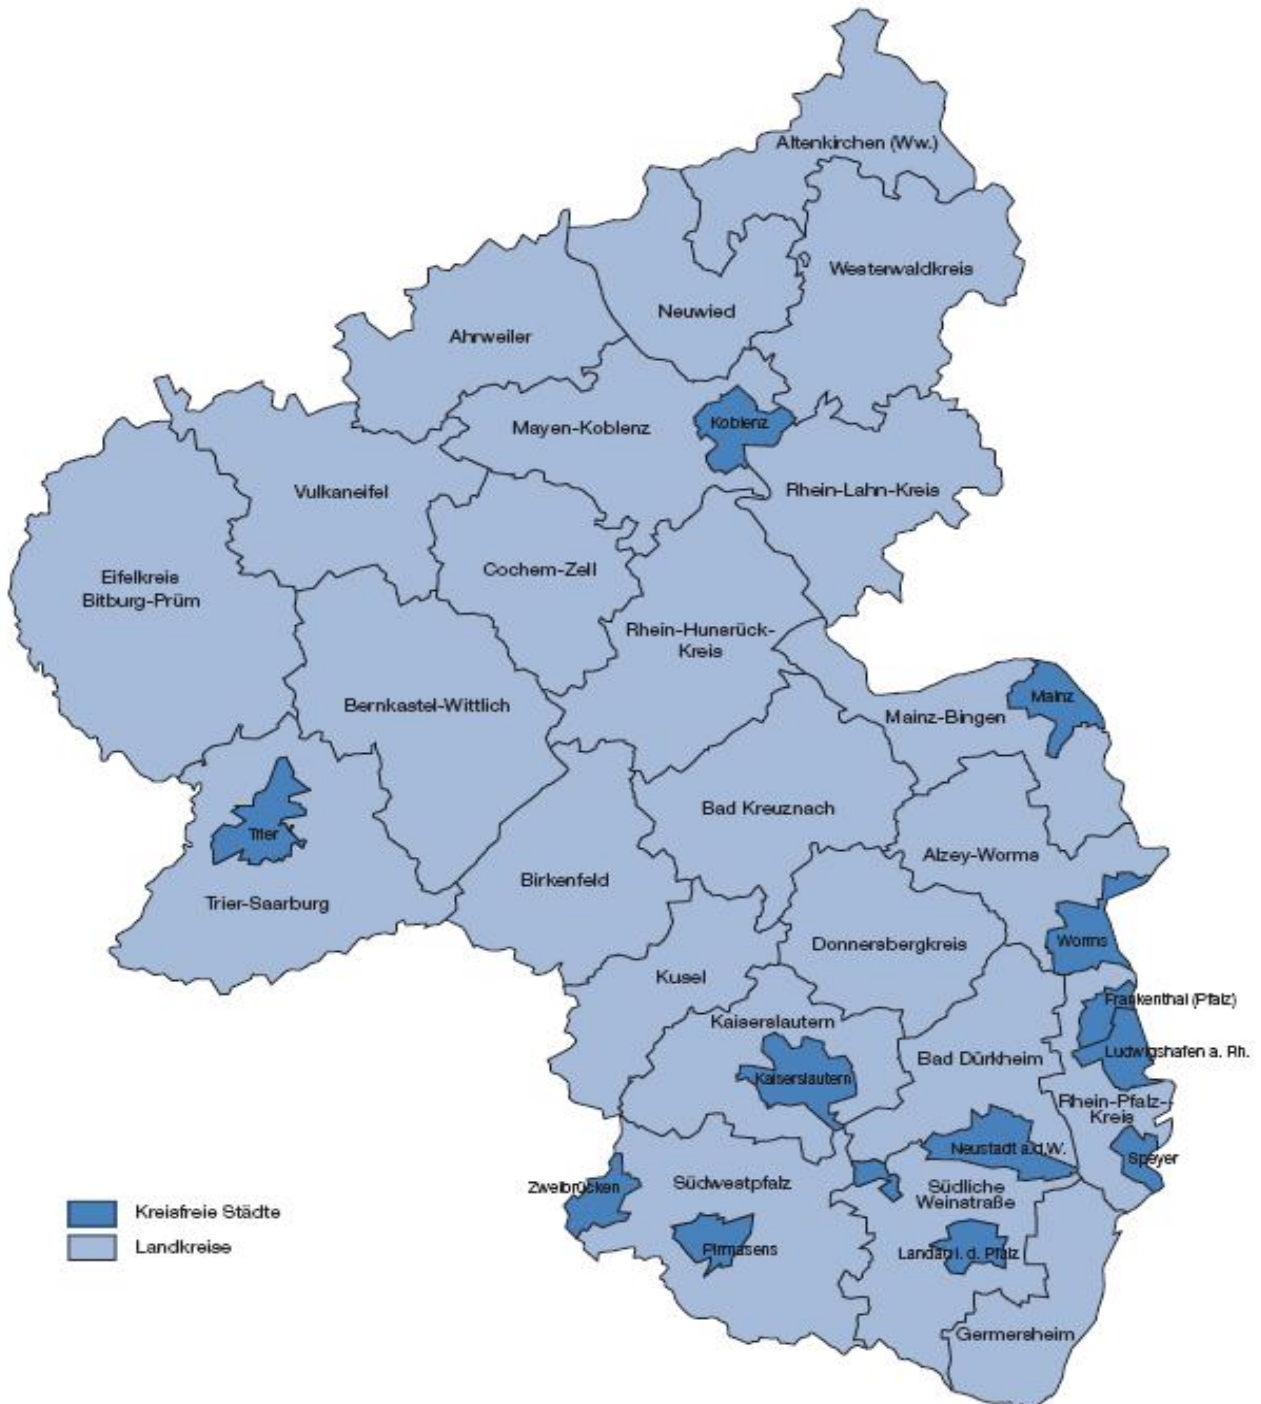 Altenkirchen (Ww.)
Westerwaldkreis
Neuwied
Ahrweiler
Mayen-Koblenz
Koblenz
Vulkaneifel
Rhein-Lahn-Kreis
Cochem-Zell
Eifelkreis
Bitburg-Prüm
Rhein-Hunsrück-
Kreis
Bernkastel-Wittlich
Mainz
Mainz-Bingen
Bad Kreuznach
Trier
Alzey-Worms
Birkenfeld
Trier-Saarburg
Worms
Donnersbergkreis
Kusel
Frankenthal (Pfalz)
Kaiserslautern
Ludwigshafen a. Rh.
Bad Dürkheim
Kaiserslautern
Rhein-Pfalz-
Kreis
Neustadt a.d.W.
Speyer
Südwestpfalz
Zweibrücken
Südliche
Weinstraße
Kreisfreie Städte
Landkreise
Pirmasens
Landau i. d. Pfalz
Germersheim